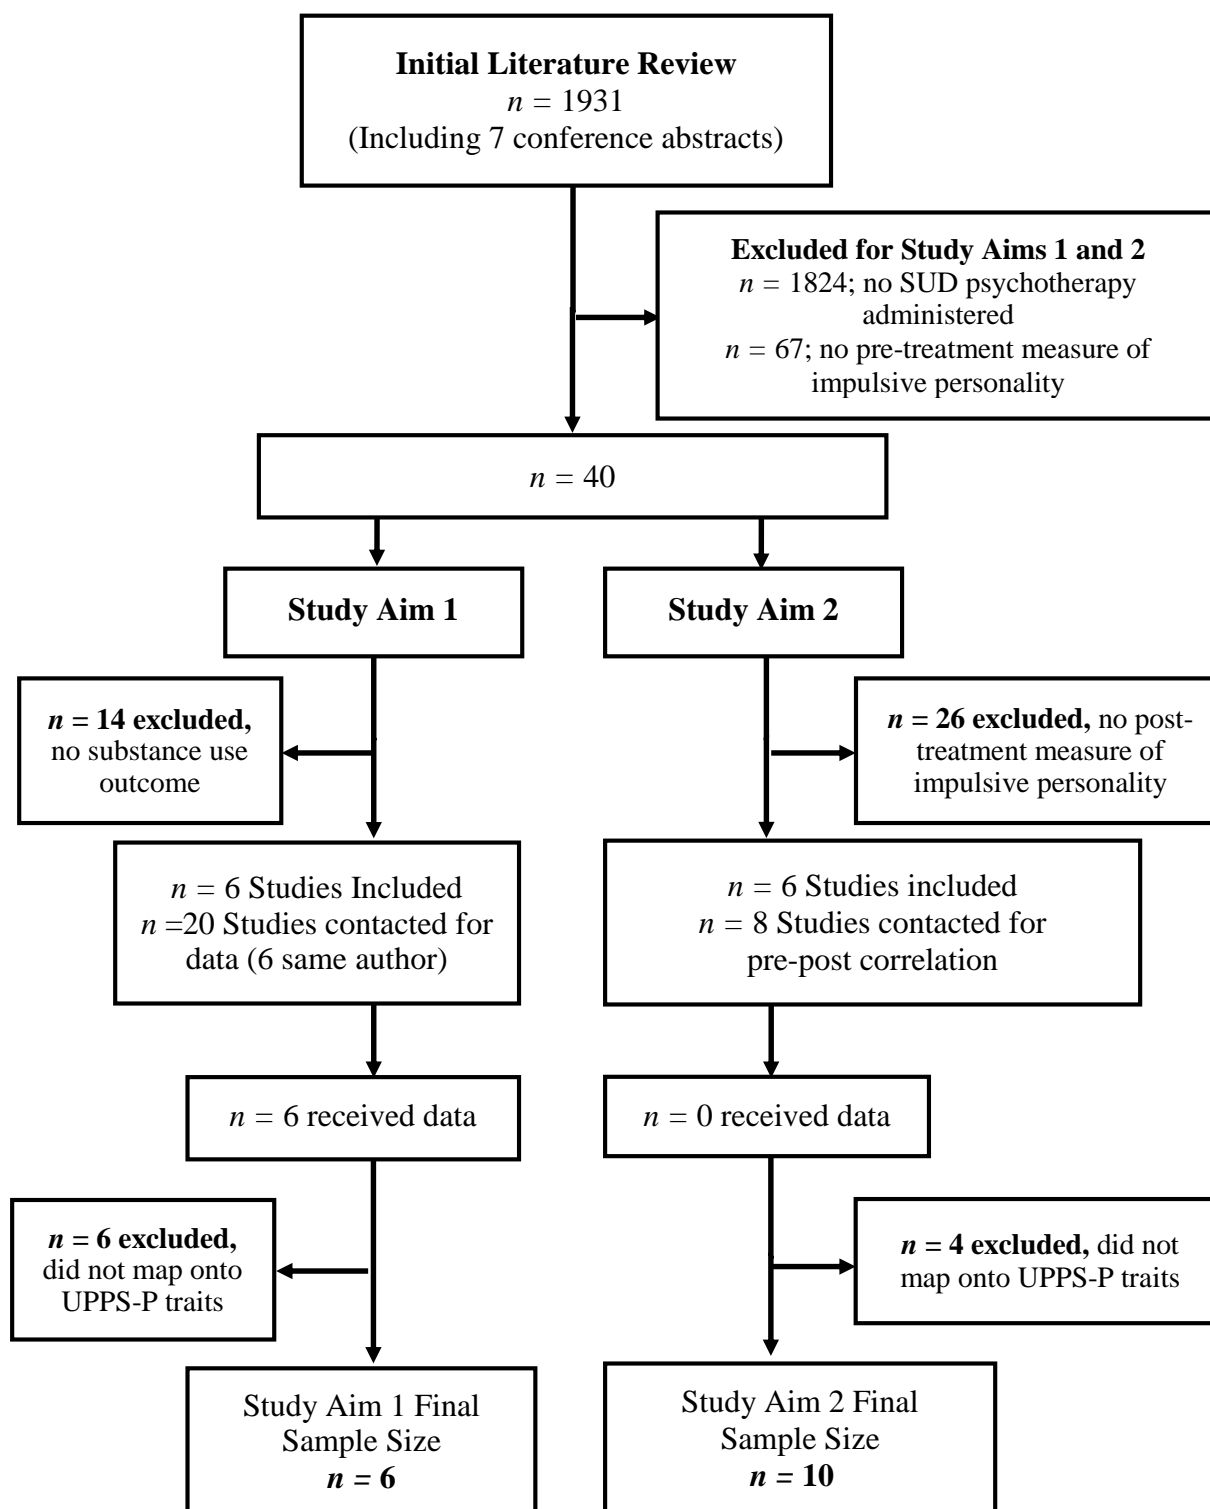 Initial Literature Review
n = 1931
(Including 7 conference abstracts)
Excluded for Study Aims 1 and 2
n = 1824; no SUD psychotherapy
administered
n = 67; no pre-treatment measure of
impulsive personality
n = 40
Study Aim 1
Study Aim 2
n = 14 excluded,
no substance use
outcome
n = 26 excluded, no post-
treatment measure of
impulsive personality
n = 6 Studies Included
n =20 Studies contacted for
data (6 same author)
n = 6 Studies included
n = 8 Studies contacted for
pre-post correlation
n = 6 received data
n = 0 received data
n = 6 excluded,
did not map onto
UPPS-P traits
n = 4 excluded, did not
map onto UPPS-P traits
Study Aim 1 Final
Sample Size
n = 6
Study Aim 2 Final
Sample Size
n = 10